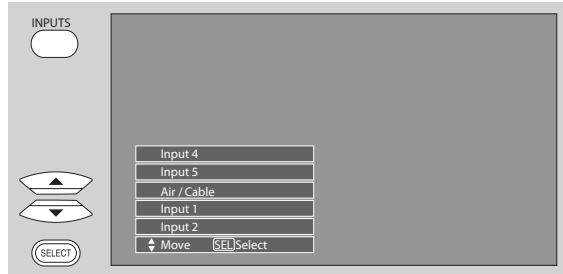 INPUTS
Input 4
Input 5
Air / Cable
Input 1
Input 2
Move SEL Select
SELECT